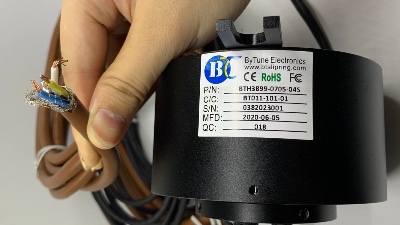 BT ByTune Electronics
www.btslipring.com
CE RoHS FC
P/N: BTH3899-0705-04S
C/C: BT011-101-01
S/N: 0382023001
MFD: 2020-06-05
QC: 018